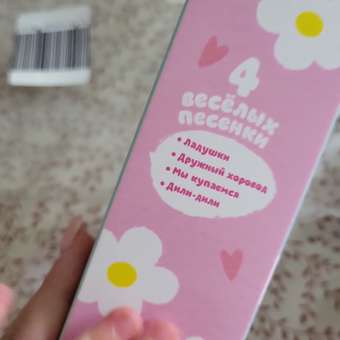 4
весёлых
песенки
• Ладушки
• Дружный хоровод
• Мы купаемся
• Дили-дили